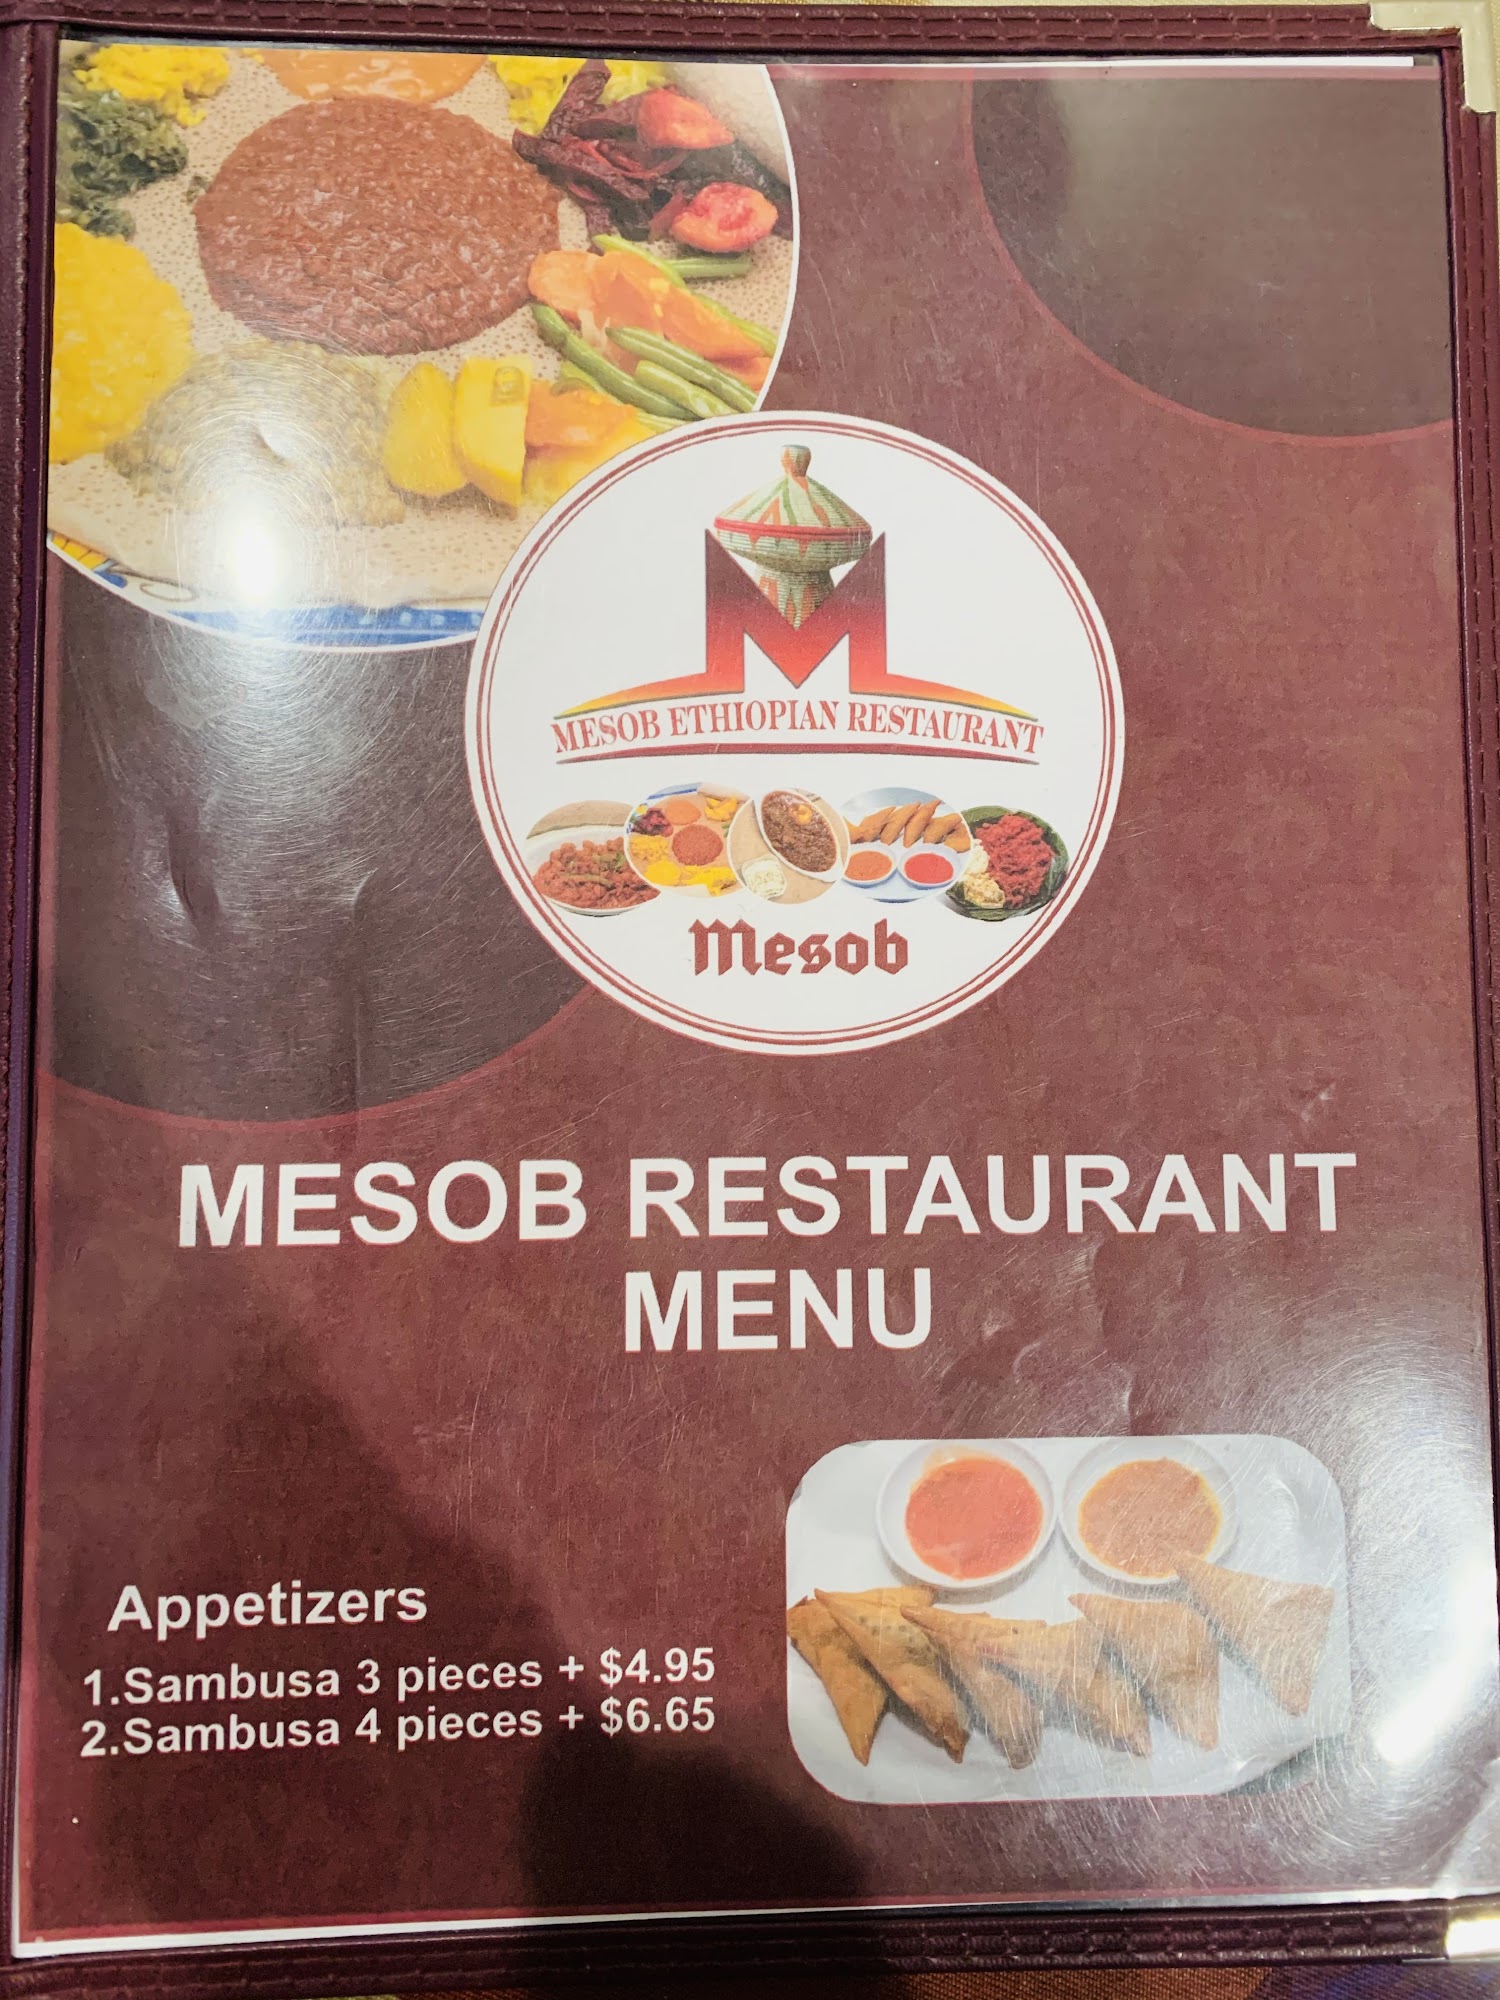 MESOB ETHIOPIAN RESTAURANT
Mesob
MESOB RESTAURANT
MENU
Appetizers
1.Sambusa 3 pieces + $4.95
2.Sambusa 4 pieces + $6.65